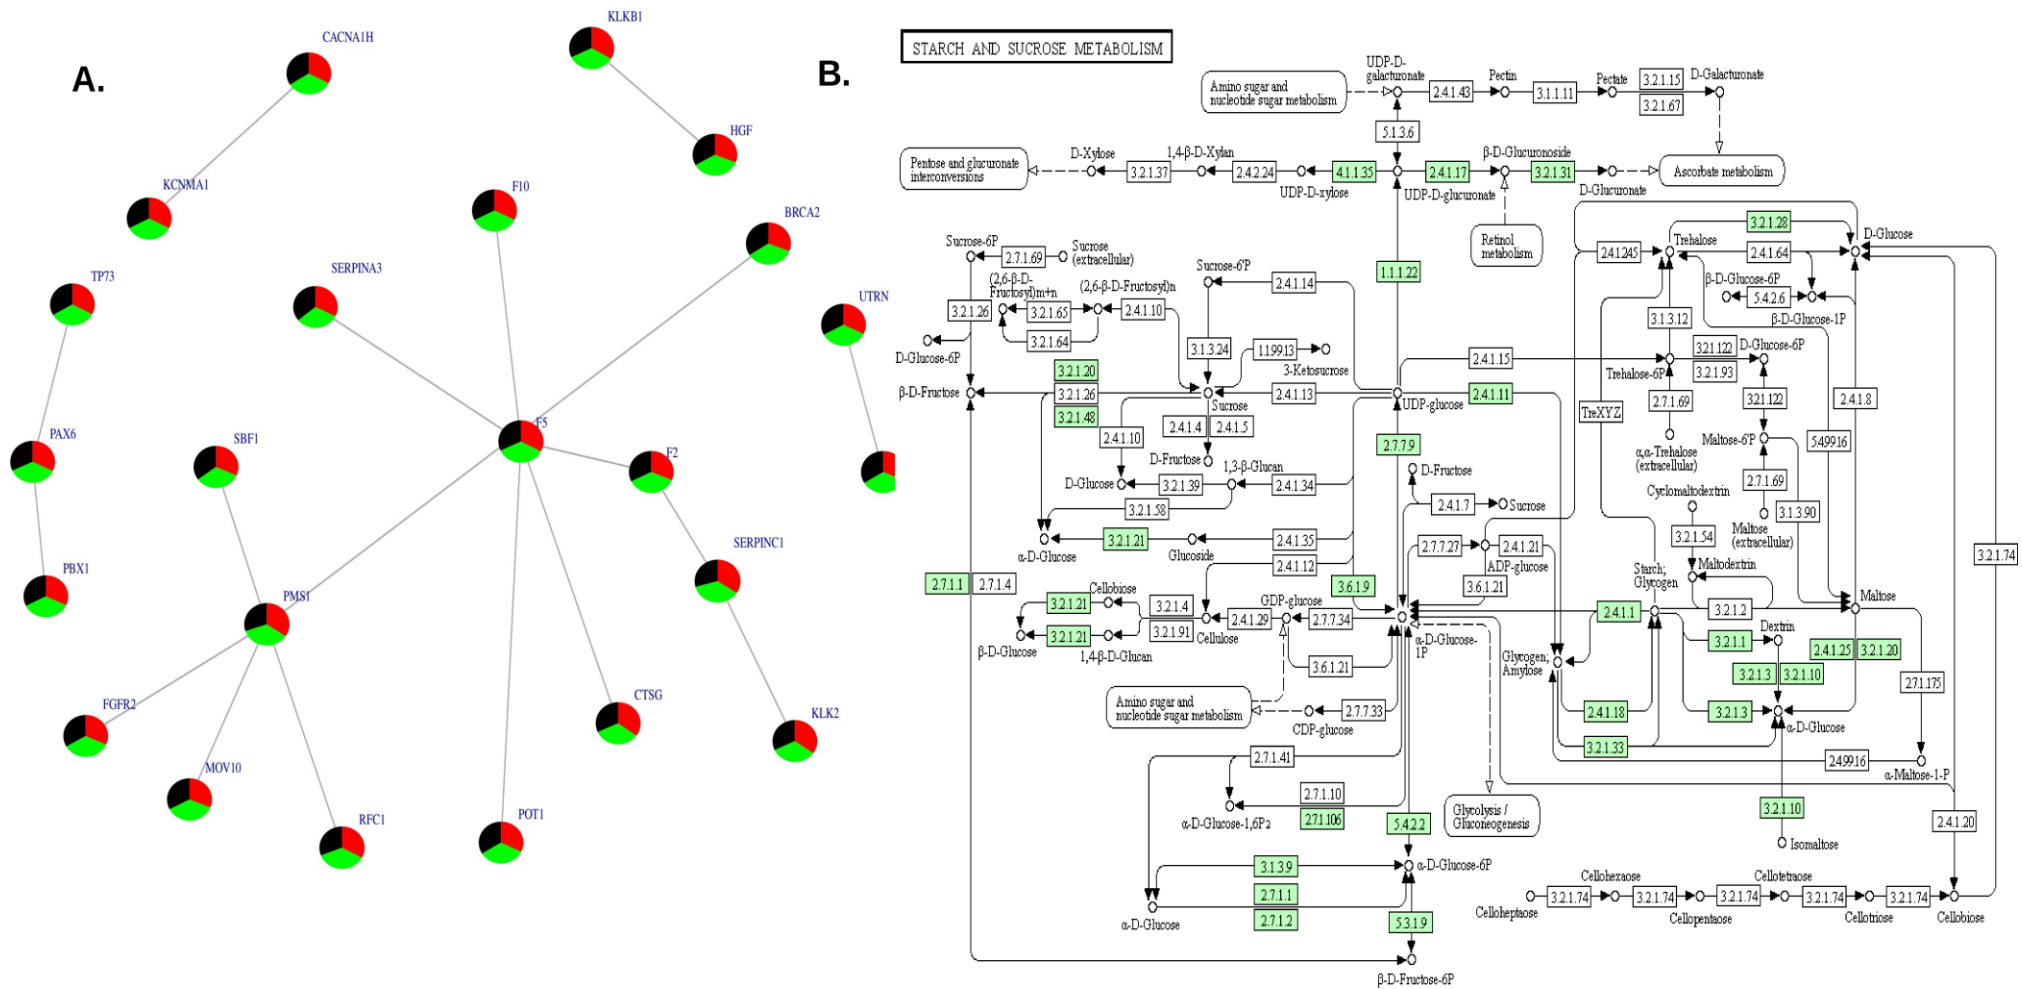 A.
CACNA1H
KLKB1
HGF
KCNMA1
F10
BRCA2
TP73
SERPINA3
UTRN
F5
PAX6
SBF1
F2
SERPINC1
PBX1
PMS1
FGFR2
CTSG
KLK2
MOV10
RFC1
POT1
B.
STARCH AND SUCROSE METABOLISM
Amino sugar and
nucleotide sugar metabolism
UDP-D-
galacturonate
2.4.1.43
Pectin
3.1.1.11
Pectate
3.2.1.15
3.2.1.67
D-Galacturonate
5.1.3.6
Pentose and glucuronate
interconversions
D-Xylose
3.2.1.37
1,4-β-D-Xylan
2.4.2.24
UDP-D-xylose
4.1.1.35
2.4.1.17
UDP-D-glucuronate
β-D-Glucuronoside
3.2.1.31
D-Glucuronate
Ascorbate metabolism
Retinol
metabolism
1.1.1.22
Sucrose-6P
2.7.1.69
Sucrose
(extracellular)
(2,6-β-D-
Fructosyl)m+n
(2,6-β-D-Fructosyl)n
3.2.1.26
3.2.1.65
2.4.1.10
3.2.1.64
Sucrose-6'P
2.4.1.14
D-Glucose-6P
3.1.3.24
1.1.99.13
3-Ketosucrose
3.2.1.20
β-D-Fructose
3.2.1.26
3.2.1.48
Sucrose
2.4.1.13
UDP-glucose
2.4.1.11
2.4.1.15
2.4.1.10
2.4.1.4
2.4.1.5
2.7.7.9
D-Fructose
D-Glucose
3.2.1.39
1,3-β-Glucan
2.4.1.34
3.2.1.58
D-Fructose
2.4.1.7
Sucrose
α-D-Glucose
3.2.1.21
Glucoside
2.4.1.35
2.4.1.12
2.7.7.27
ADP-glucose
2.4.1.21
3.6.1.21
3.6.1.9
2.7.1.1
2.7.1.4
3.2.1.21
Cellobiose
3.2.1.4
3.2.1.91
Cellulose
2.4.1.29
GDP-glucose
2.7.7.34
β-D-Glucose
3.2.1.21
1,4-β-D-Glucan
3.6.1.21
α-D-Glucose-
1P
Amino sugar and
nucleotide sugar metabolism
CDP-glucose
2.7.7.33
2.7.1.41
2.7.1.10
2.7.1.106
α-D-Glucose-1,6P2
5.4.2.2
Glycolysis /
Gluconeogenesis
3.1.3.9
α-D-Glucose-6P
2.7.1.1
2.7.1.2
α-D-Glucose
5.3.1.9
β-D-Fructose-6P
2.4.1.245
Trehalose
3.2.1.28
2.4.1.64
D-Glucose
β-D-Glucose-6P
5.4.2.6
β-D-Glucose-1P
3.1.3.12
Trehalose-6P
3.2.1.122
3.2.1.93
D-Glucose-6P
TreXYZ
2.7.1.69
3.2.1.122
2.4.1.8
α,α-Trehalose
(extracellular)
Maltose-6'P
5.4.99.16
2.7.1.69
Cyclomaltodextrin
Maltose
(extracellular)
3.1.3.90
3.2.1.54
3.2.1.74
Starch;
Glycogen
Maltodextrin
3.2.1.2
Maltose
2.4.1.1
3.2.1.1
Dextrin
Glycogen;
Amylose
3.2.1.3
3.2.1.10
2.4.1.25
3.2.1.20
2.7.1.175
2.4.1.18
3.2.1.3
α-D-Glucose
3.2.1.33
2.4.99.16
α-Maltose-1-P
3.2.1.10
Isomaltose
2.4.1.20
Celloheptaose
3.2.1.74
Cellohexaose
3.2.1.74
Cellopentaose
3.2.1.74
Cellotetraose
3.2.1.74
Cellotriose
3.2.1.74
Cellobiose